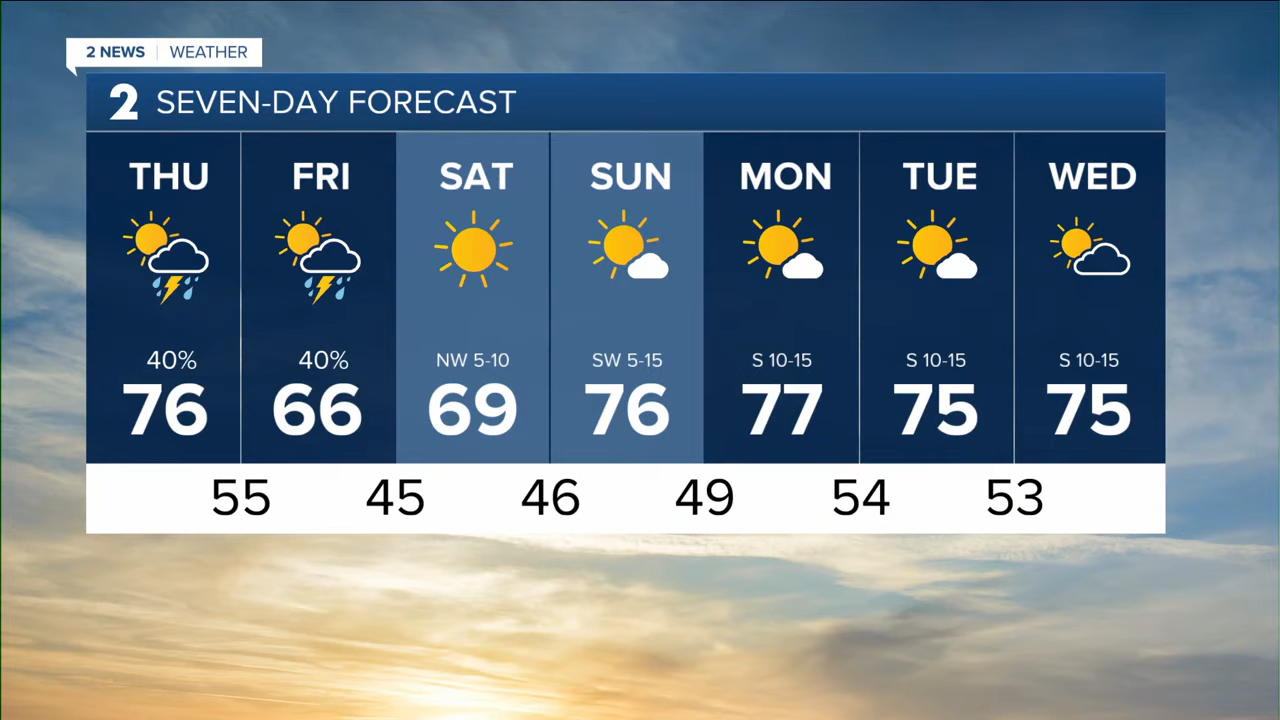 2 NEWS | WEATHER
2 SEVEN-DAY FORECAST
THU FRI SAT SUN MON TUE WED
40% 40% NW 5-10 SW 5-15 S 10-15 S 10-15 S 10-15
76 66 69 76 77 75 75
55 45 46 49 54 53